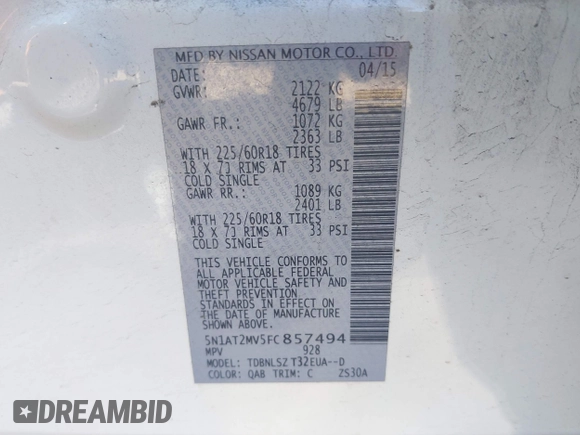 MFD BY NISSAN MOTOR CO., LTD.
DATE: 04/15
GVWR: 2122 KG
4679 LB
GAWR FR.: 1072 KG
2363 LB
WITH 225/60R18 TIRES
18 X 7J RIMS AT 33 PSI
COLD SINGLE
GAWR RR.: 1089 KG
2401 LB
WITH 225/60R18 TIRES
18 X 7J RIMS AT 33 PSI
COLD SINGLE
THIS VEHICLE CONFORMS TO
ALL APPLICABLE FEDERAL
MOTOR VEHICLE SAFETY AND
THEFT PREVENTION
STANDARDS IN EFFECT ON
THE DATE OF MANUFACTURE
SHOWN ABOVE.
5N1AT2MV5FC857494
MPV 928
MODEL: TDBNLSZ T32EUA--D
COLOR: QAB TRIM: C ZS30A
AUTOHELPERBOT.COM